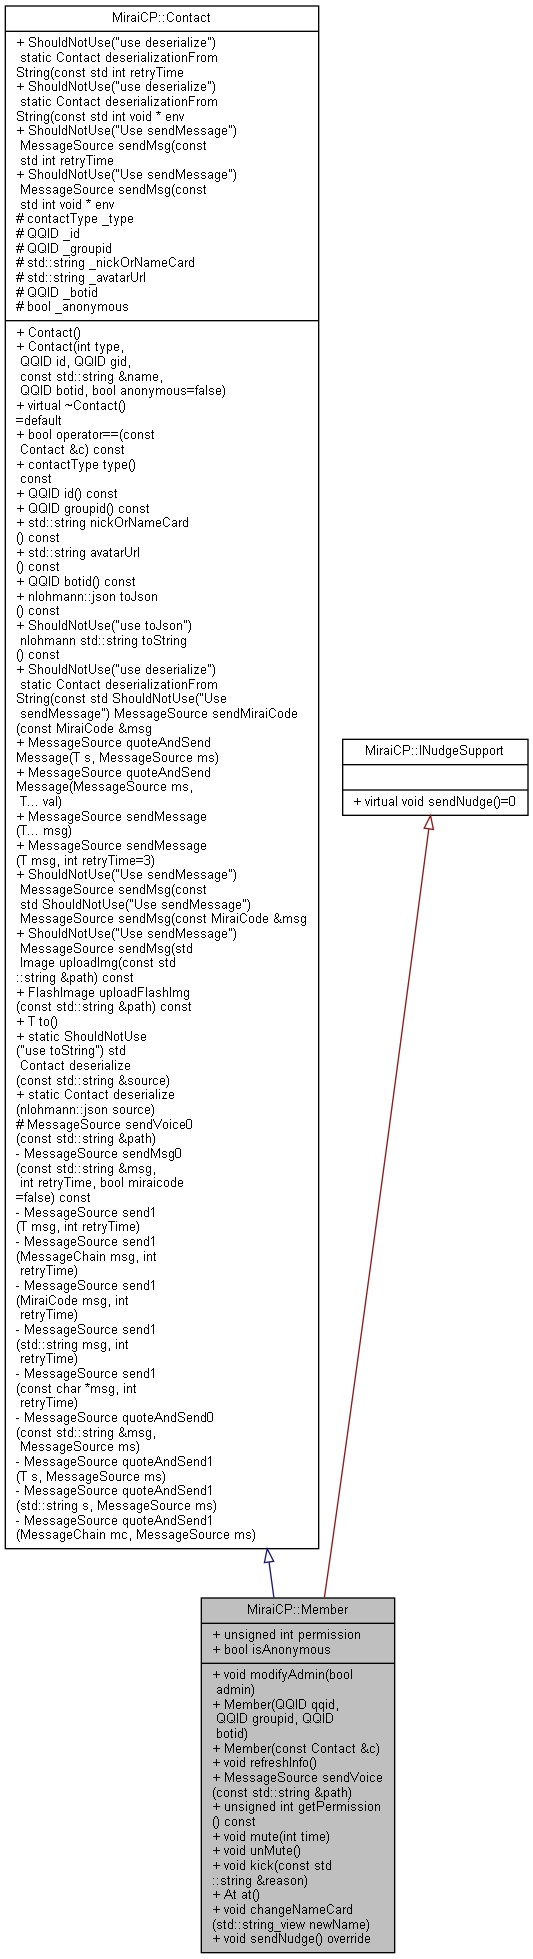 MiraiCP::Contact
+ ShouldNotUse("use deserialize")
static Contact deserializationFrom
String(const std int retryTime
+ ShouldNotUse("use deserialize")
static Contact deserializationFrom
String(const std int void * env
+ ShouldNotUse("Use sendMessage")
MessageSource sendMsg(const
std int retryTime
+ ShouldNotUse("Use sendMessage")
MessageSource sendMsg(const
std int void * env
# contactType _type
# QQID _id
# QQID _groupid
# std::string _nickOrNameCard
# std::string _avatarUrl
# QQID _botid
# bool _anonymous
+ Contact()
+ Contact(int type,
QQID id, QQID gid,
const std::string &name,
QQID botid, bool anonymous=false)
+ virtual ~Contact()
=default
+ bool operator==(const
Contact &c) const
+ contactType type()
const
+ QQID id() const
+ QQID groupid() const
+ std::string nickOrNameCard
() const
+ std::string avatarUrl
() const
+ QQID botid() const
+ nlohmann::json toJson
() const
+ ShouldNotUse("use toJson")
nlohmann std::string toString
() const
+ ShouldNotUse("use deserialize")
static Contact deserializationFrom
String(const std ShouldNotUse("Use
sendMessage") MessageSource sendMiraiCode
(const MiraiCode &msg
+ MessageSource quoteAndSend
Message(T s, MessageSource ms)
+ MessageSource quoteAndSend
Message(MessageSource ms,
T... val)
+ MessageSource sendMessage
(T... msg)
+ MessageSource sendMessage
(T msg, int retryTime=3)
+ ShouldNotUse("Use sendMessage")
MessageSource sendMsg(const
std ShouldNotUse("Use sendMessage")
MessageSource sendMsg(const MiraiCode &msg
+ ShouldNotUse("Use sendMessage")
MessageSource sendMsg(std
Image uploadImg(const std
::string &path) const
+ FlashImage uploadFlashImg
(const std::string &path) const
+ T to()
+ static ShouldNotUse
("use toString") std
Contact deserialize
(const std::string &source)
+ static Contact deserialize
(nlohmann::json source)
# MessageSource sendVoice0
(const std::string &path)
- MessageSource sendMsg0
(const std::string &msg,
int retryTime, bool miraicode
=false) const
- MessageSource send1
(T msg, int retryTime)
- MessageSource send1
(MessageChain msg, int
retryTime)
- MessageSource send1
(MiraiCode msg, int
retryTime)
- MessageSource send1
(std::string msg, int
retryTime)
- MessageSource send1
(const char *msg, int
retryTime)
- MessageSource quoteAndSend0
(const std::string &msg,
MessageSource ms)
- MessageSource quoteAndSend1
(T s, MessageSource ms)
- MessageSource quoteAndSend1
(std::string s, MessageSource ms)
- MessageSource quoteAndSend1
(MessageChain mc, MessageSource ms)
MiraiCP::INudgeSupport
+ virtual void sendNudge()=0
MiraiCP::Member
+ unsigned int permission
+ bool isAnonymous
+ void modifyAdmin(bool
admin)
+ Member(QQID qqid,
QQID groupid, QQID
botid)
+ Member(const Contact &c)
+ void refreshInfo()
+ MessageSource sendVoice
(const std::string &path)
+ unsigned int getPermission
() const
+ void mute(int time)
+ void unMute()
+ void kick(const std
::string &reason)
+ At at()
+ void changeNameCard
(std::string_view newName)
+ void sendNudge() override